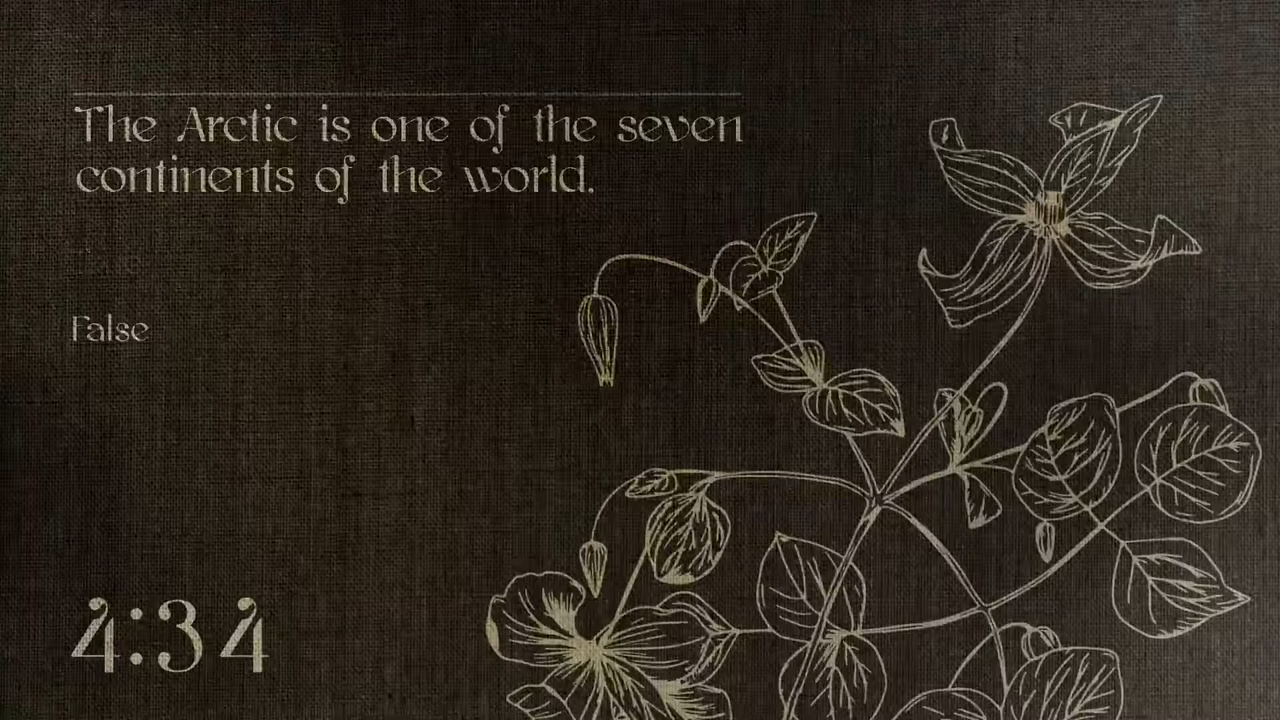 The Arctic is one of the seven
continents of the world.
False
4:34